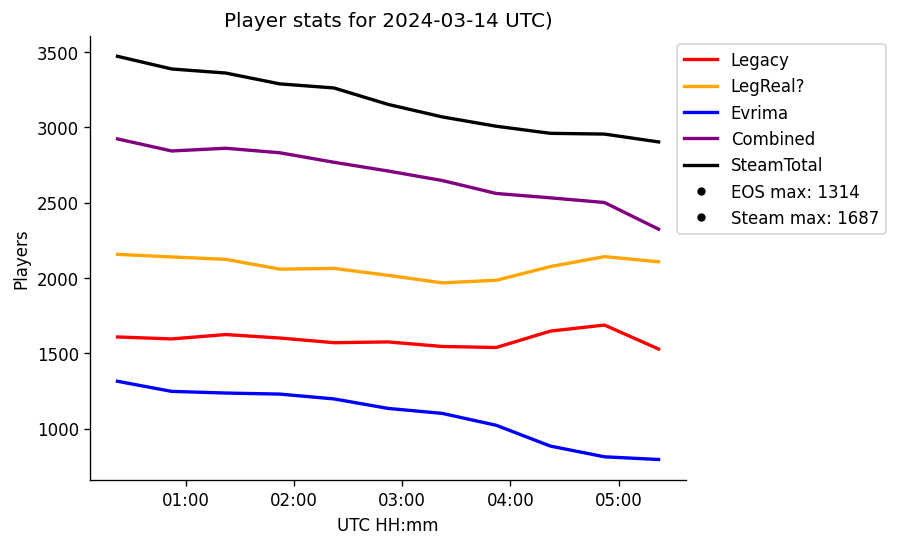 Player stats for 2024-03-14 UTC)
3500
3000
2500
2000
1500
1000
Players
01:00
02:00
03:00
04:00
05:00
UTC HH:mm
Legacy
LegReal?
Evrima
Combined
SteamTotal
EOS max: 1314
Steam max: 1687